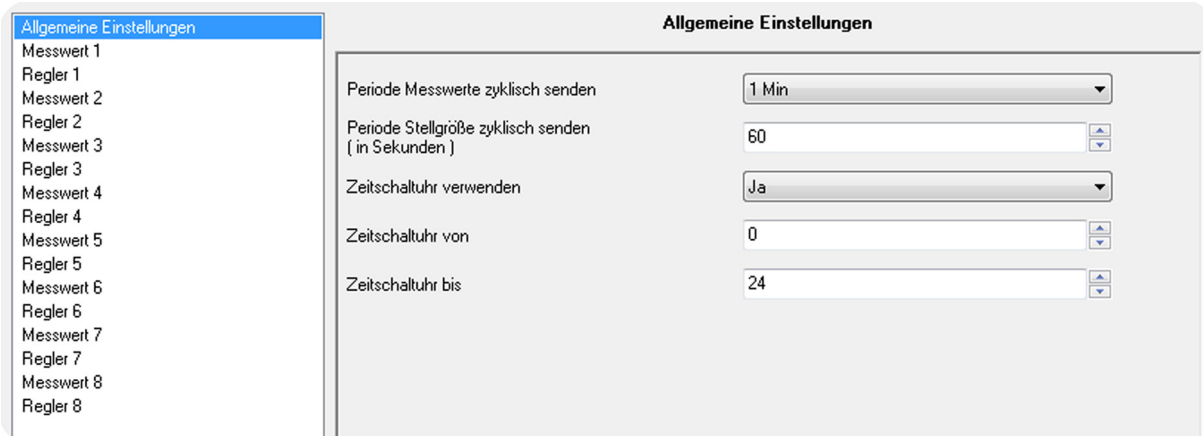 Allgemeine Einstellungen
Messwert 1
Regler 1
Messwert 2
Regler 2
Messwert 3
Regler 3
Messwert 4
Regler 4
Messwert 5
Regler 5
Messwert 6
Regler 6
Messwert 7
Regler 7
Messwert 8
Regler 8
Allgemeine Einstellungen
Periode Messwerte zyklisch senden 1 Min
Periode Stellgröße zyklisch senden
( in Sekunden ) 60
Zeitschaltuhr verwenden Ja
Zeitschaltuhr von 0
Zeitschaltuhr bis 24